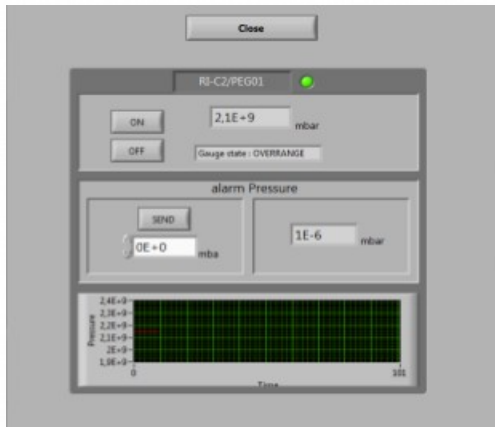 Close
RI-C2/PEG01
ON
2,1E+9
mbar
OFF
Gauge state : OVERRANGE
alarm Pressure
SEND
0E+0
mba
1E-6
mbar
Pressure
2,4E+9
2,3E+9
2,2E+9
2,1E+9
2E+9
1,9E+9
0
101
Time